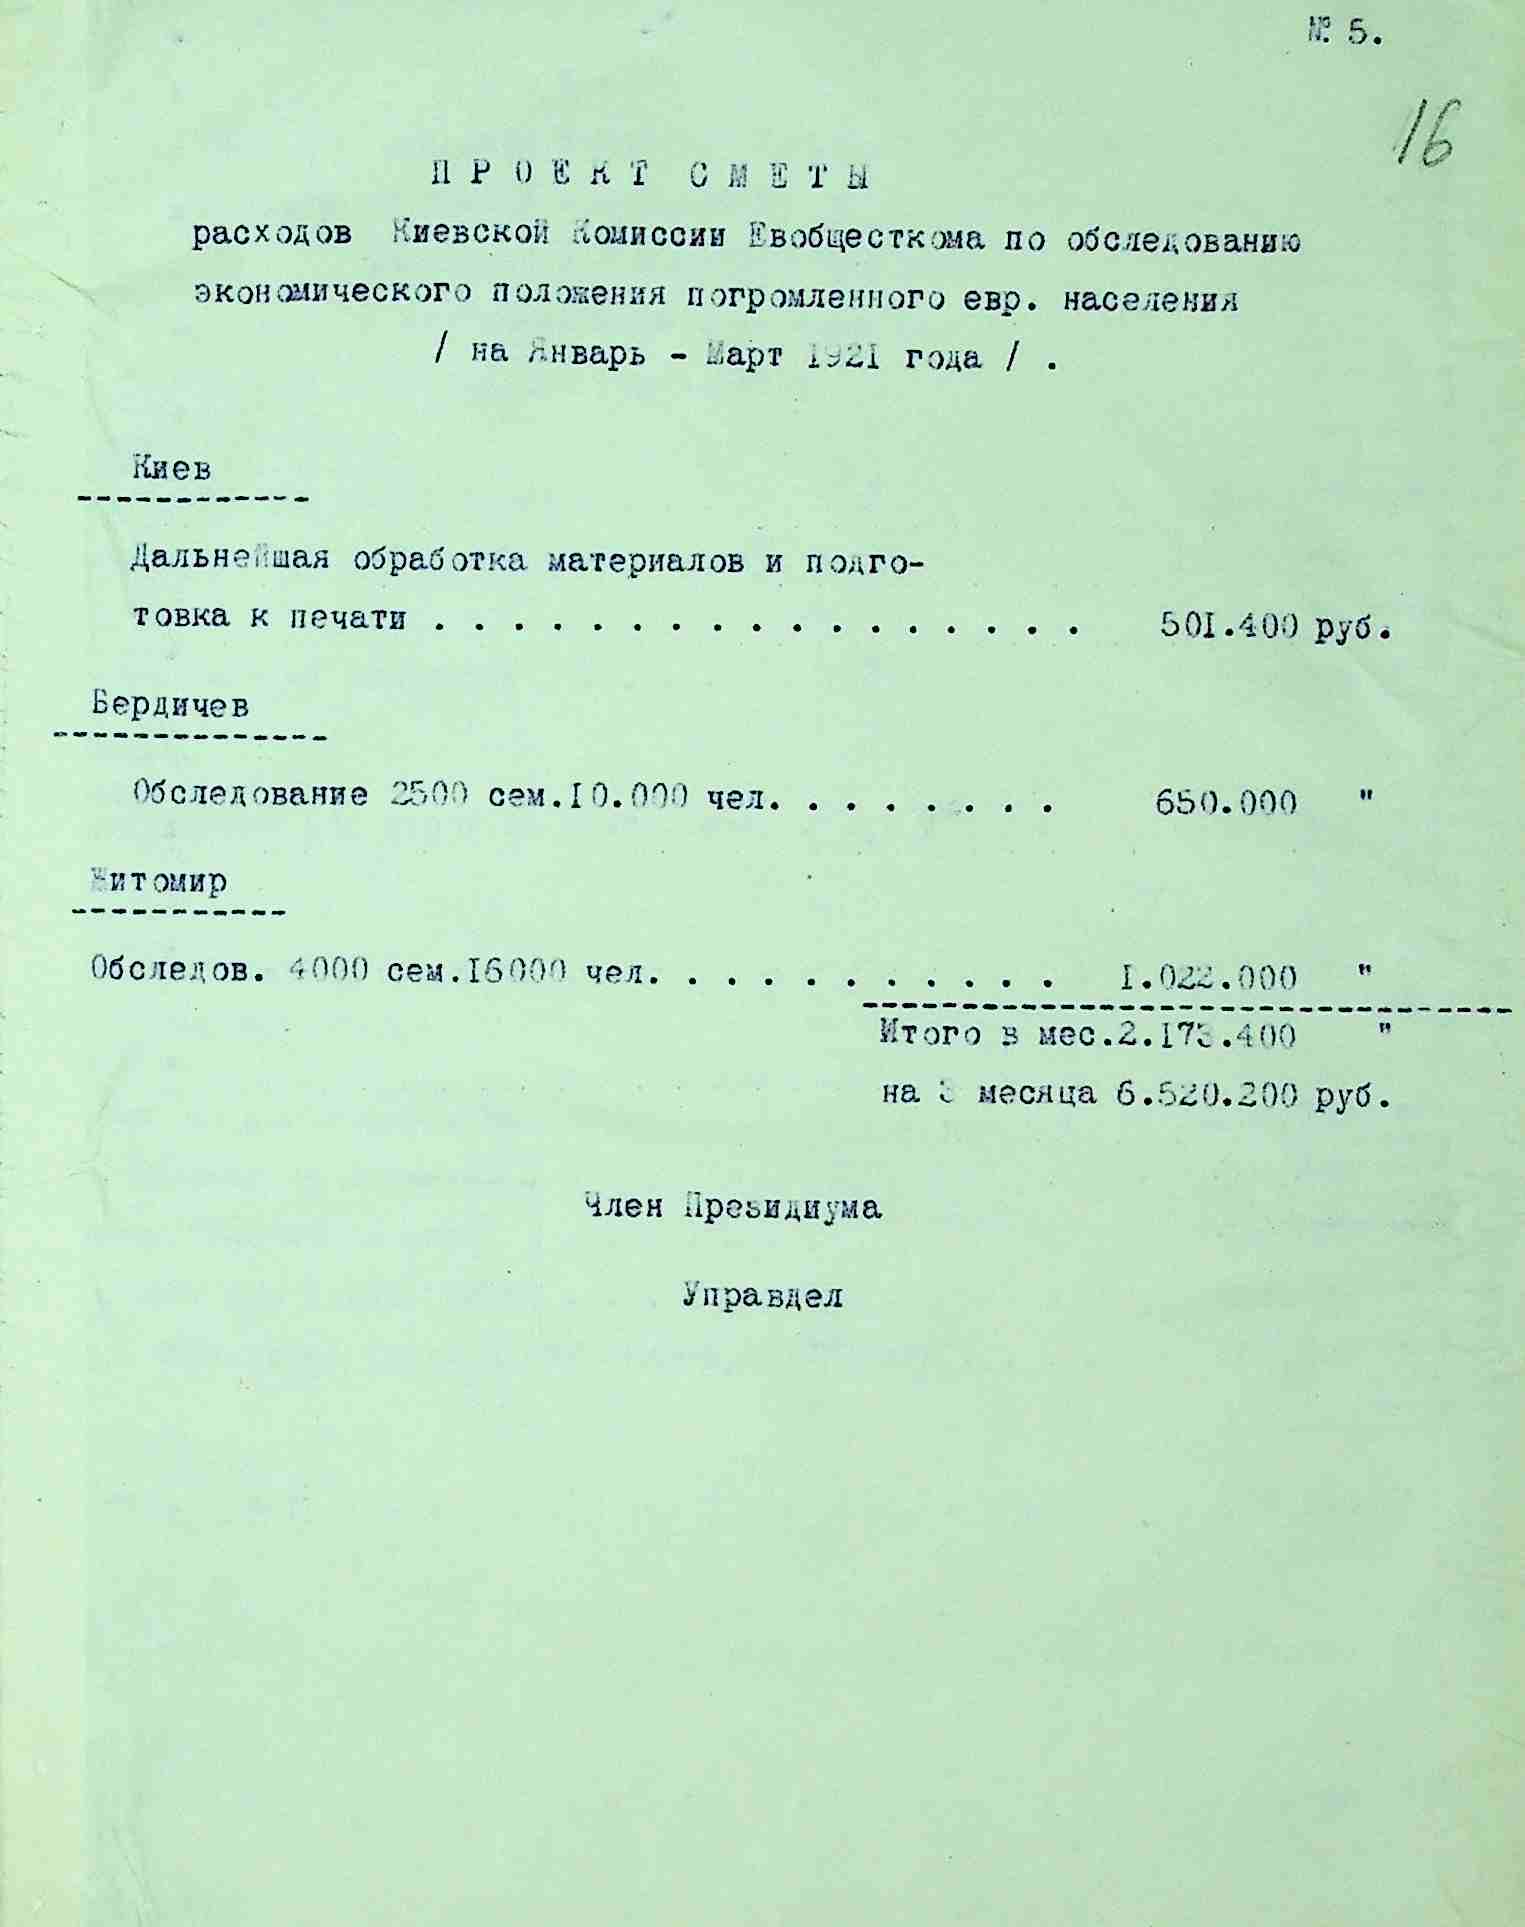 № 5.
16
ПРОЕКТ СМЕТЫ
расходов Киевской Комиссии Евобщесткома по обследованию
экономического положения погромленного евр. населения
/ на Январь - Март 1921 года / .
Киев
Дальнейшая обработка материалов и подго-
товка к печати . . . . . . . . . . . . . . . . . 501.400 руб.
Бердичев
Обследование 2500 сем.10.000 чел. . . . . . . . 650.000 "
Житомир
Обследов. 4000 сем.16000 чел. . . . . . . . . . . 1.022.000 "
Итого в мес.2.173.400 "
на 3 месяца 6.520.200 руб.
Член Президиума
Управдел